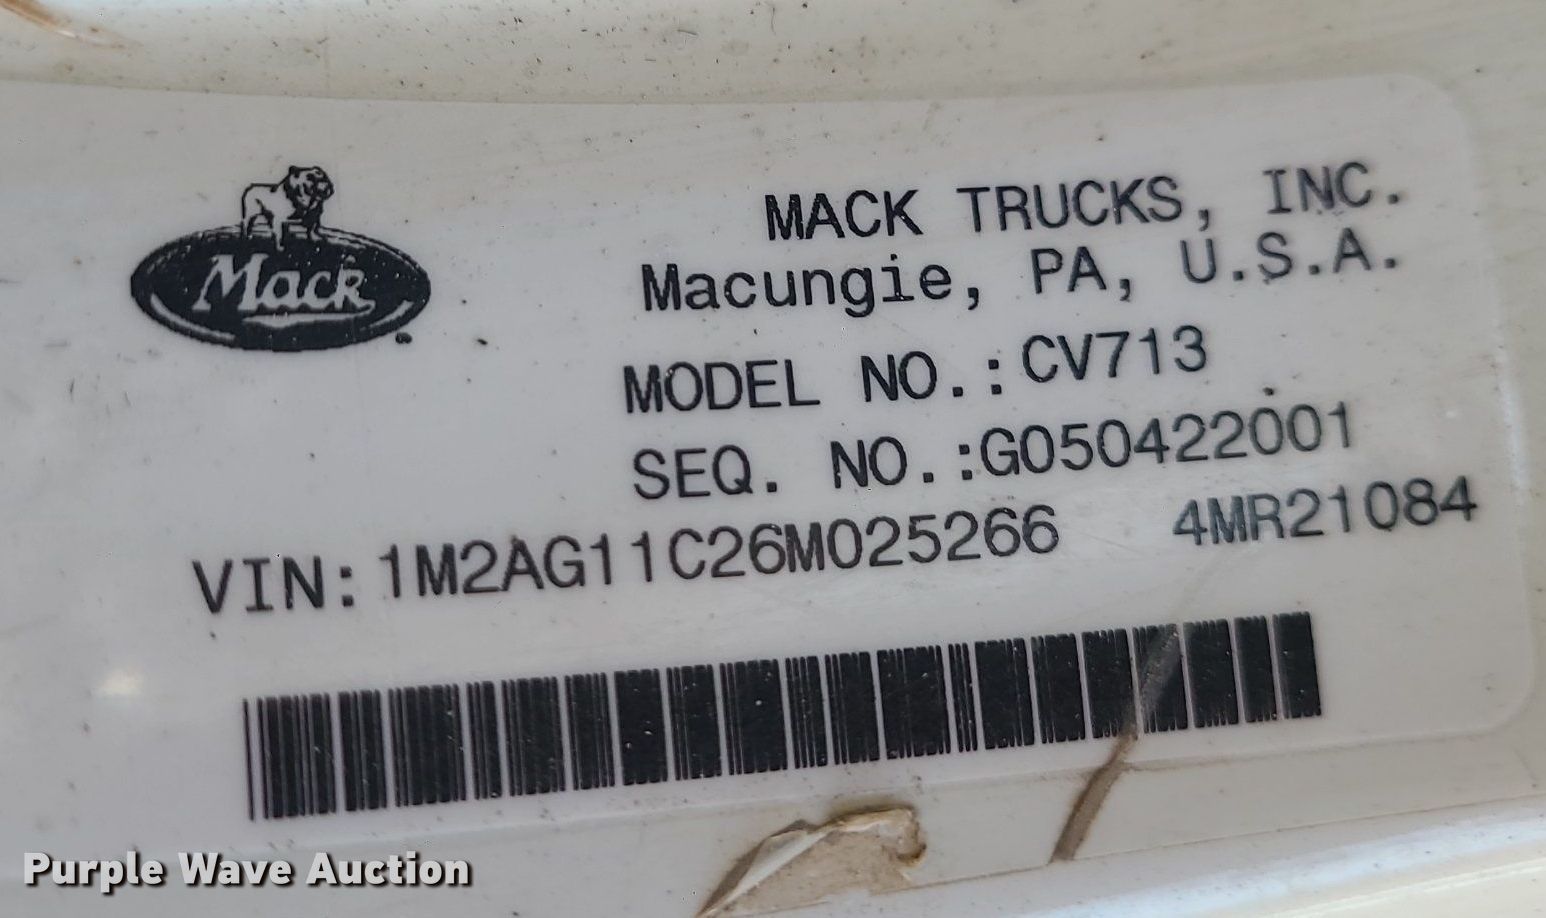 Mack
MACK TRUCKS, INC.
Macungie, PA, U.S.A.
MODEL NO.:CV713
SEQ. NO.:G050422001
VIN:1M2AG11C26M025266 4MR21084
Purple Wave Auction